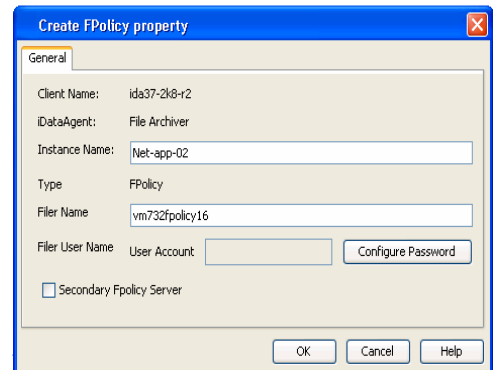 Create FPolicy property
General
Client Name: ida37-2k8-r2
iDataAgent: File Archiver
Instance Name: Net-app-02
Type FPolicy
Filer Name vm732fpolicy16
Filer User Name User Account Configure Password
Secondary Fpolicy Server
OK Cancel Help